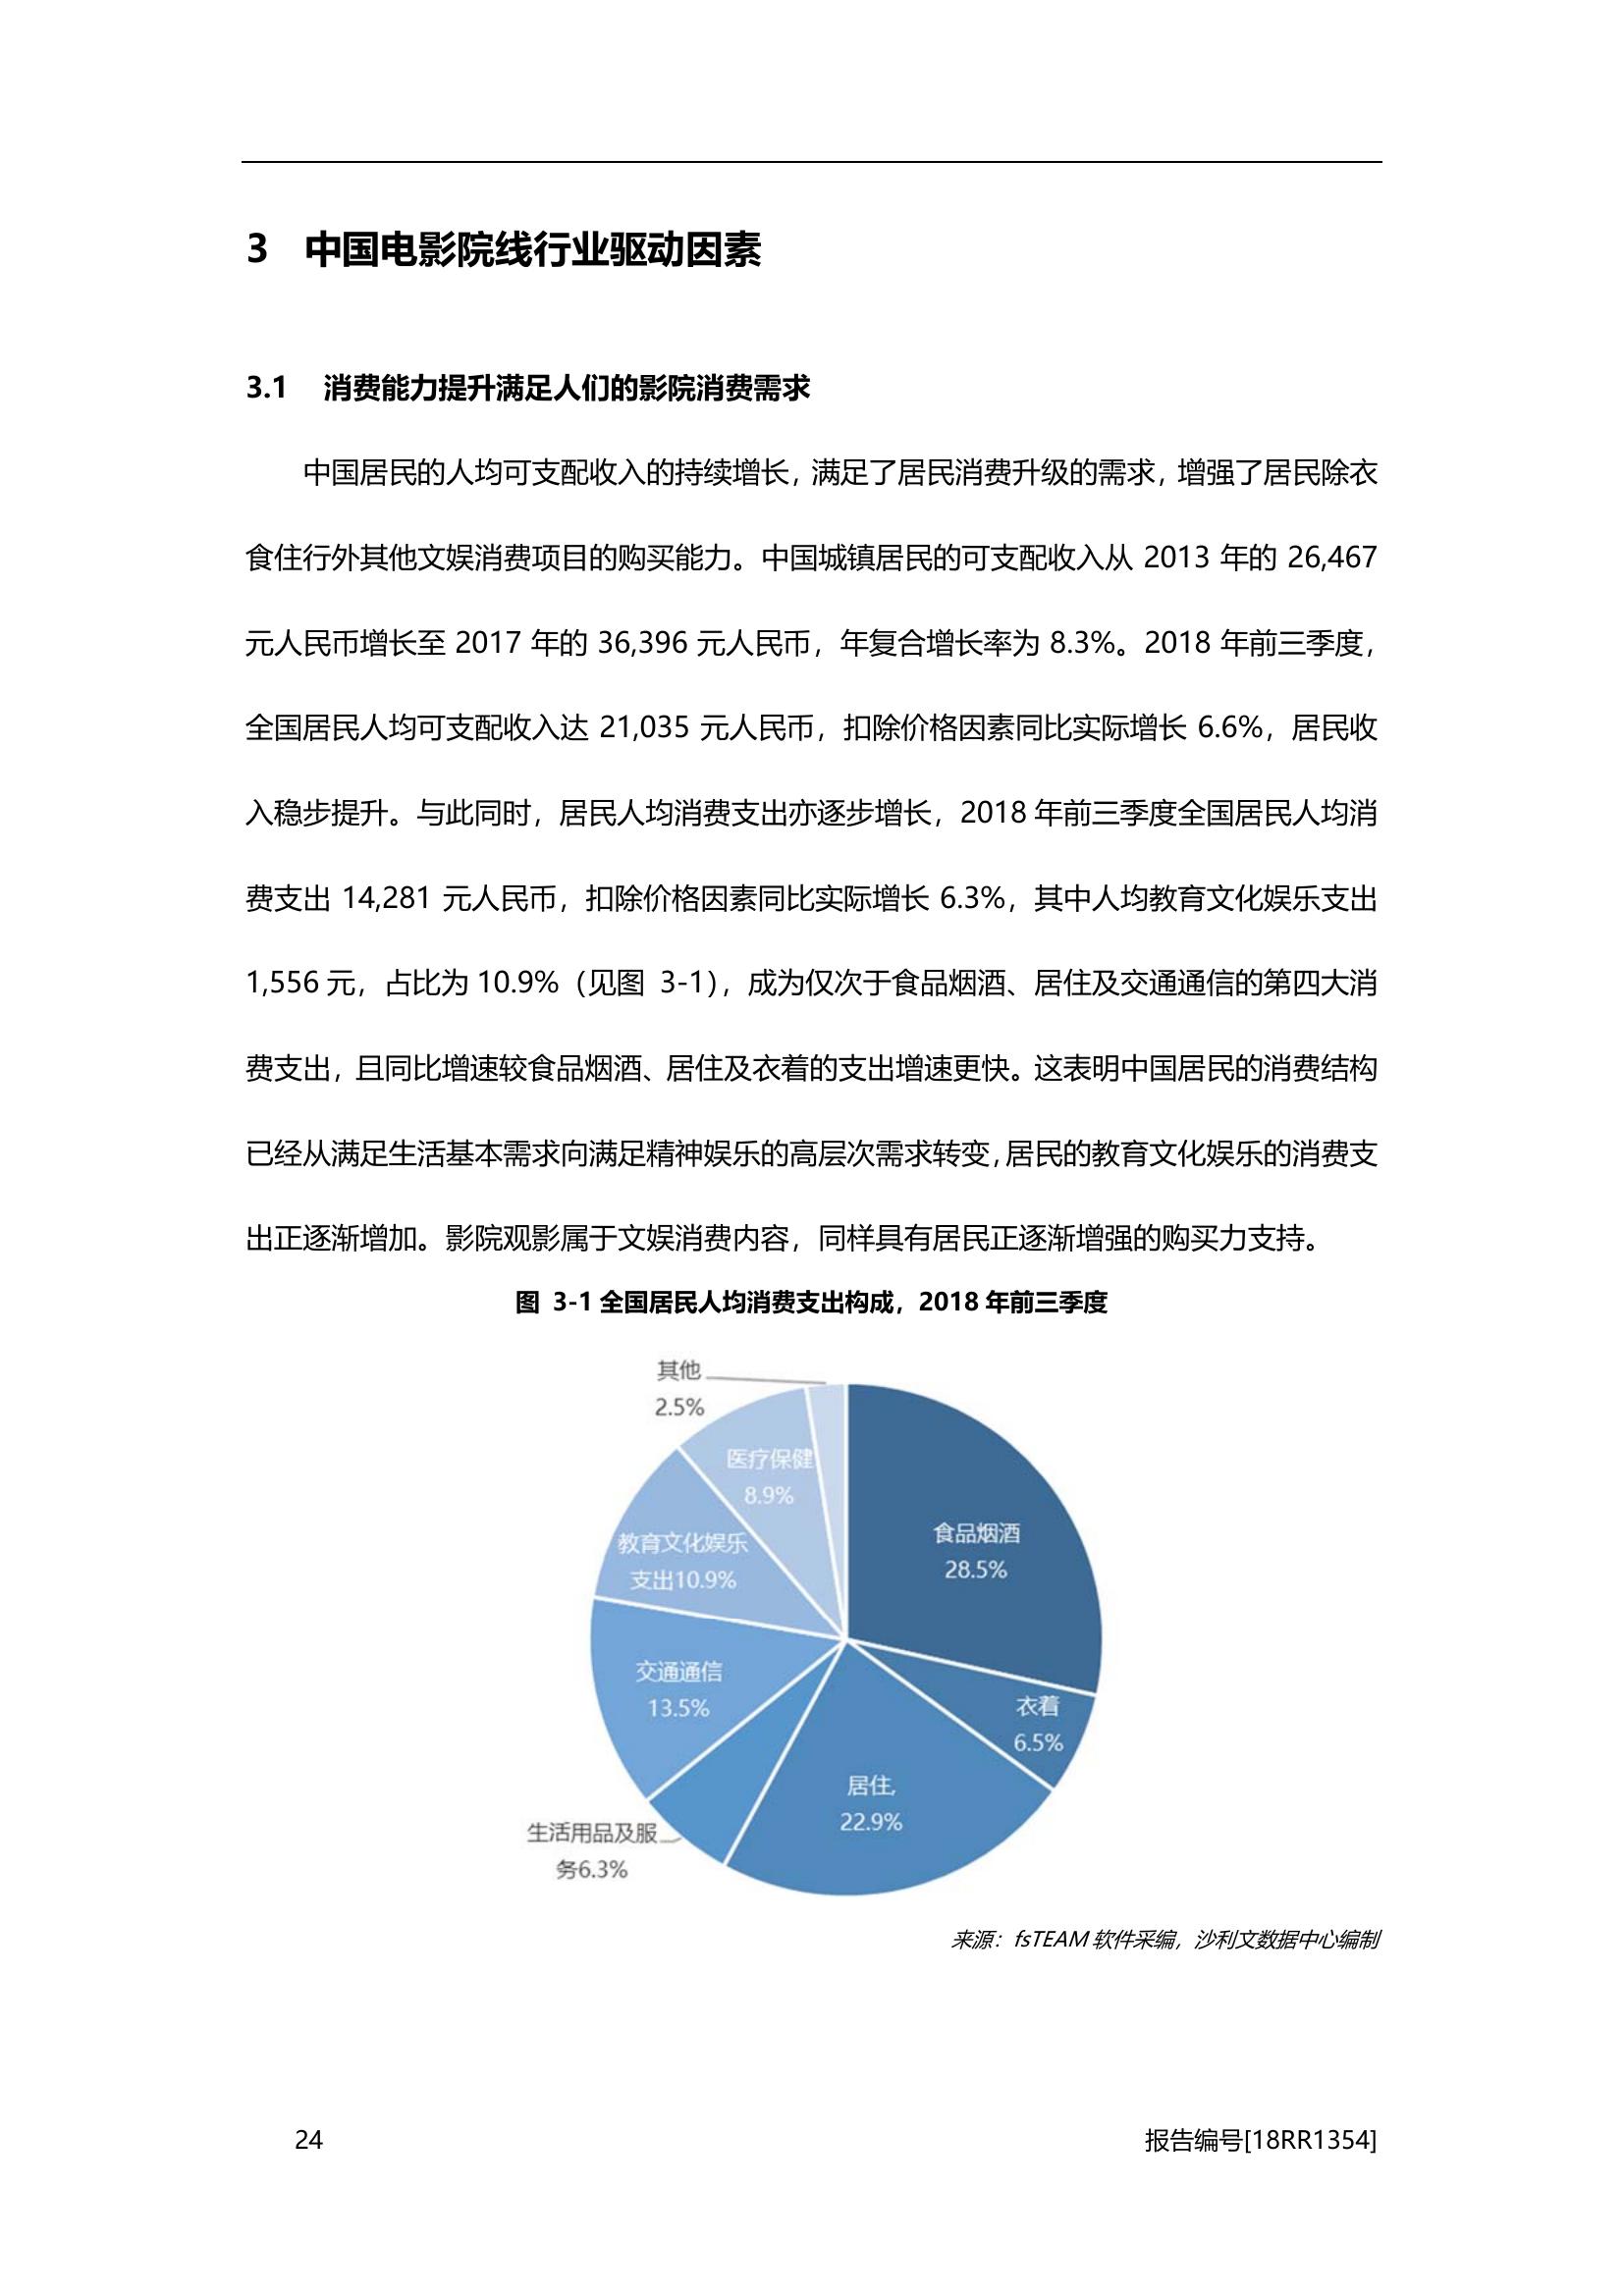 3 中国电影院线行业驱动因素
3.1 消费能力提升满足人们的影院消费需求
中国居民的人均可支配收入的持续增长，满足了居民消费升级的需求，增强了居民除衣
食住行外其他文娱消费项目的购买能力。中国城镇居民的可支配收入从 2013 年的 26,467
元人民币增长至 2017 年的 36,396 元人民币，年复合增长率为 8.3%。2018 年前三季度，
全国居民人均可支配收入达 21,035 元人民币，扣除价格因素同比实际增长 6.6%，居民收
入稳步提升。与此同时，居民人均消费支出亦逐步增长，2018 年前三季度全国居民人均消
费支出 14,281 元人民币，扣除价格因素同比实际增长 6.3%，其中人均教育文化娱乐支出
1,556 元，占比为 10.9%（见图 3-1），成为仅次于食品烟酒、居住及交通通信的第四大消
费支出，且同比增速较食品烟酒、居住及衣着的支出增速更快。这表明中国居民的消费结构
已经从满足生活基本需求向满足精神娱乐的高层次需求转变，居民的教育文化娱乐的消费支
出正逐渐增加。影院观影属于文娱消费内容，同样具有居民正逐渐增强的购买力支持。
图 3-1 全国居民人均消费支出构成，2018 年前三季度
其他
2.5%
医疗保健
8.9%
食品烟酒
28.5%
教育文化娱乐
支出10.9%
交通通信
13.5%
衣着
6.5%
居住,
22.9%
生活用品及服
务6.3%
来源：fsTEAM 软件采编，沙利文数据中心编制
24
报告编号[18RR1354]